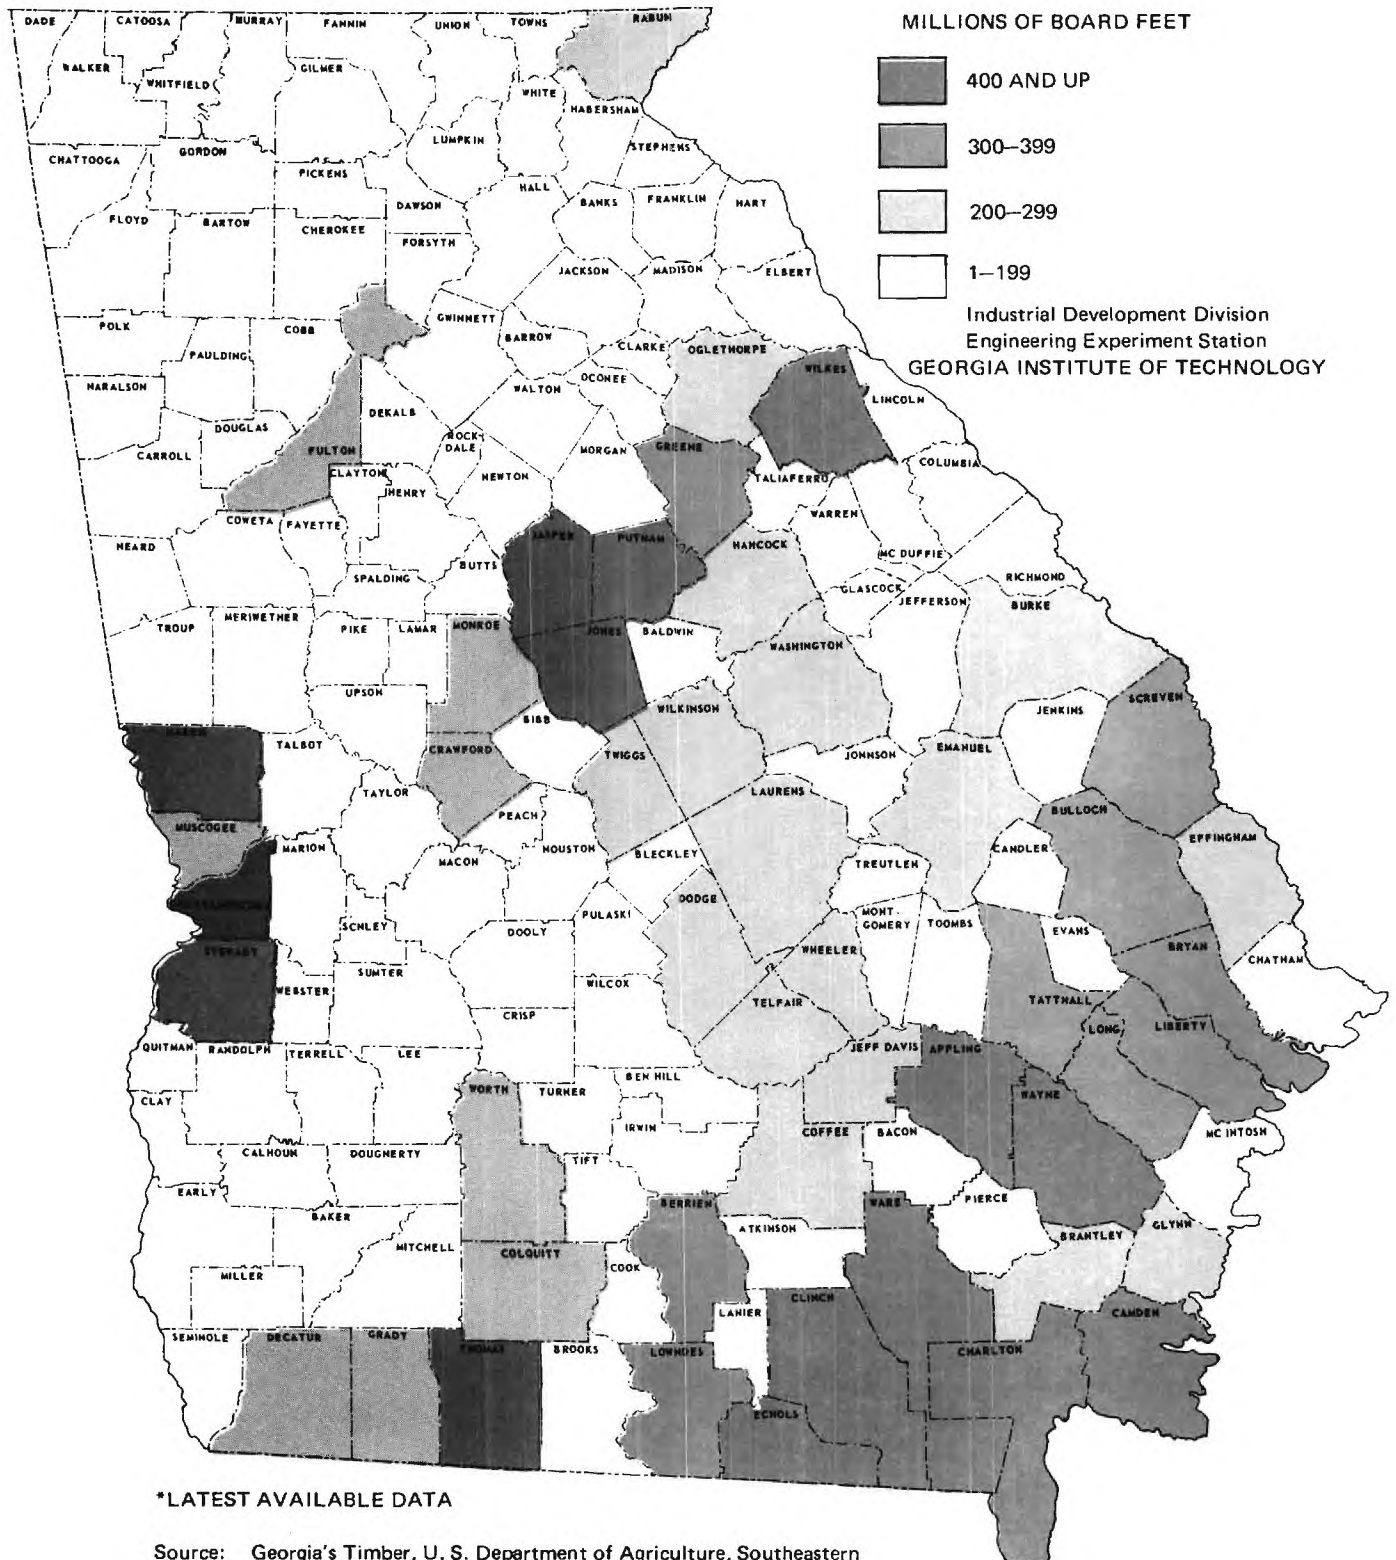 DADE CATOOSA MURRAY FANNIN UNION TOWNS RABUN
MILLIONS OF BOARD FEET
WALKER WHITFIELD GILMER WHITE
400 AND UP
HABERSHAM
LUMPKIN STEPHENS
300–399
CHATTOOGA GORDON PICKENS
HALL BANKS FRANKLIN HART
200–299
FLOYD BARTOW CHEROKEE DAWSON
FORSYTH
JACKSON MADISON ELBERT
1–199
Industrial Development Division
Engineering Experiment Station
GEORGIA INSTITUTE OF TECHNOLOGY
POLK COBB GWINNETT BARROW CLARKE OGLETHORPE
PAULDING WILKES
HARALSON WALTON OCONEE LINCOLN
DEKALB
DOUGLAS ROCK-
DALE
CARROLL FULTON MORGAN GREENE COLUMBIA
CLAYTON NEWTON TALIAFERRO
HENRY
WARREN
COWETA FAYETTE
HEARD JASPER PUTNAM HANCOCK
MC DUFFIE
SPALDING BUTTS RICHMOND
GLASCOCK JEFFERSON BURKE
TROUP MERIWETHER PIKE LAMAR MONROE JONES BALDWIN
WASHINGTON
UPSON SCREVEN
BIBB WILKINSON JENKINS
HARRIS TALBOT CRAWFORD TWIGGS JOHNSON EMANUEL
TAYLOR LAURENS
PEACH BULLOCH
MUSCOGEE MARION MACON HOUSTON BLECKLEY TREUTLEN CANDLER EFFINGHAM
DODGE
SCHLEY DOOLY PULASKI MONT-
GOMERY TOOMBS EVANS
STEWART WHEELER BRYAN
WEBSTER SUMTER WILCOX CHATHAM
CRISP TELFAIR TATTNALL
LONG LIBERTY
QUITMAN RANDOLPH TERRELL LEE JEFF DAVIS APPLING
WORTH TURNER BEN HILL
CLAY WAYNE
IRWIN COFFEE BACON MC INTOSH
CALHOUN DOUGHERTY TIFT
EARLY BERRIEN WARE PIERCE
BAKER ATKINSON GLYNN
MITCHELL COLQUITT COOK BRANTLEY
MILLER
LANIER CLINCH CAMDEN
SEMINOLE DECATUR GRADY THOMAS BROOKS LOWNDES CHARLTON
ECHOLS
*LATEST AVAILABLE DATA
Source: Georgia's Timber, U. S. Department of Agriculture, Southeastern